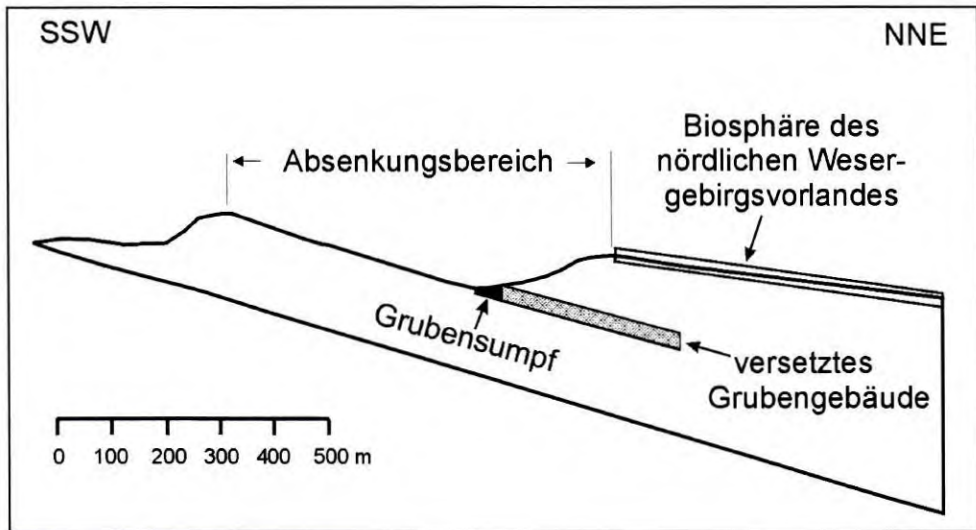 SSW
NNE
Absenkungsbereich
Biosphäre des
nördlichen Weser-
gebirgsvorlandes
Grubensumpf
versetztes
Grubengebäude
0 100 200 300 400 500 m